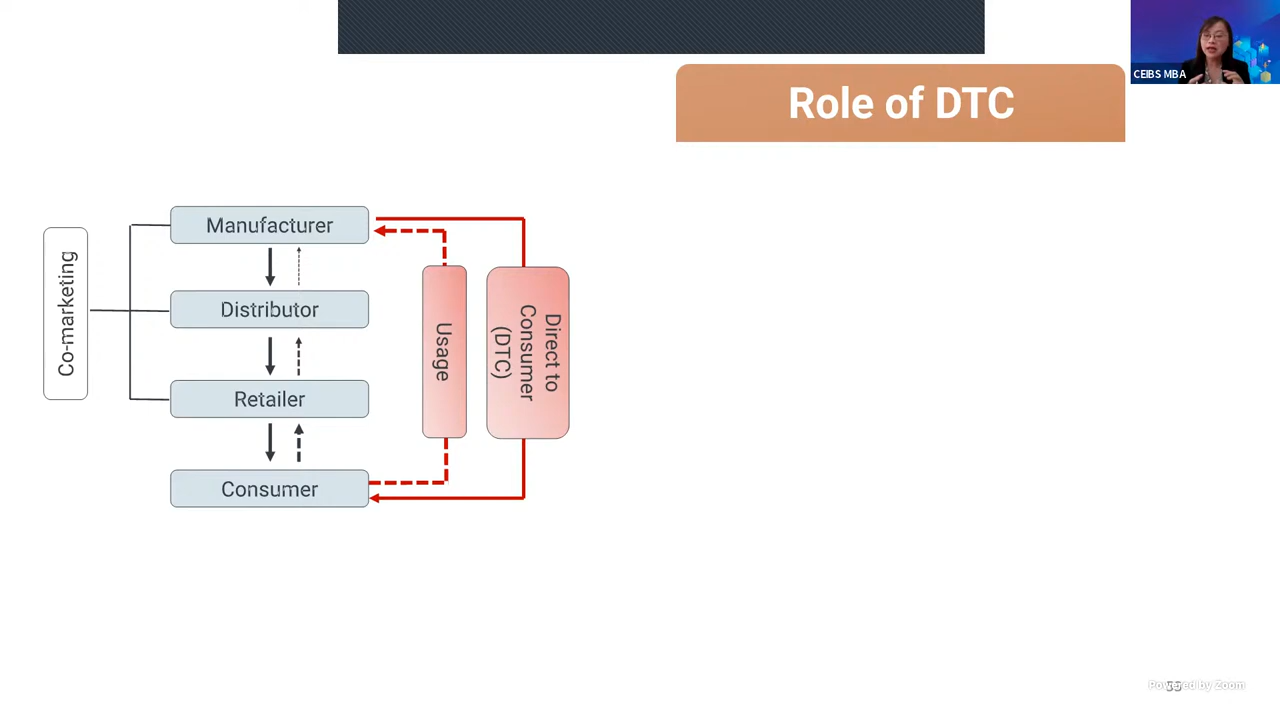 CEIBS MBA
Role of DTC
Co-marketing
Manufacturer
Distributor
Retailer
Consumer
Usage
Direct to
Consumer
(DTC)
Powered by Zoom